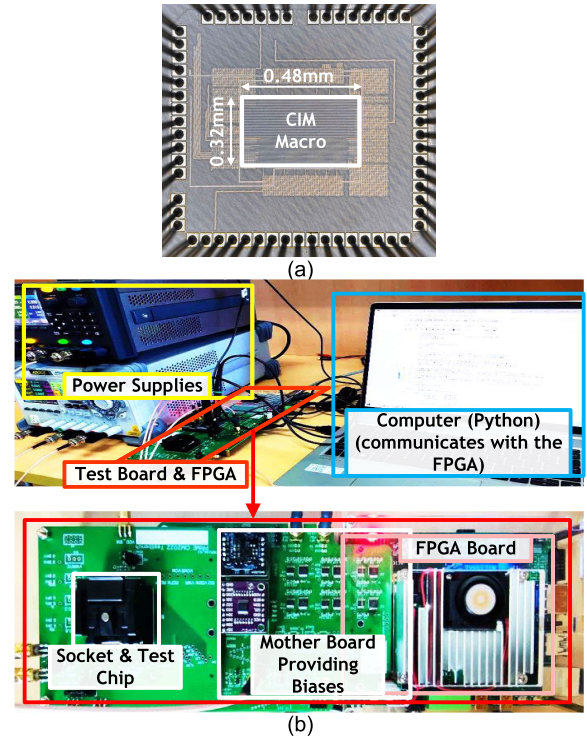 0.48mm
0.32mm
CIM
Macro
(a)
Power Supplies
Computer (Python)
(communicates with the
FPGA)
Test Board & FPGA
FPGA Board
Socket & Test
Chip
Mother Board
Providing
Biases
(b)